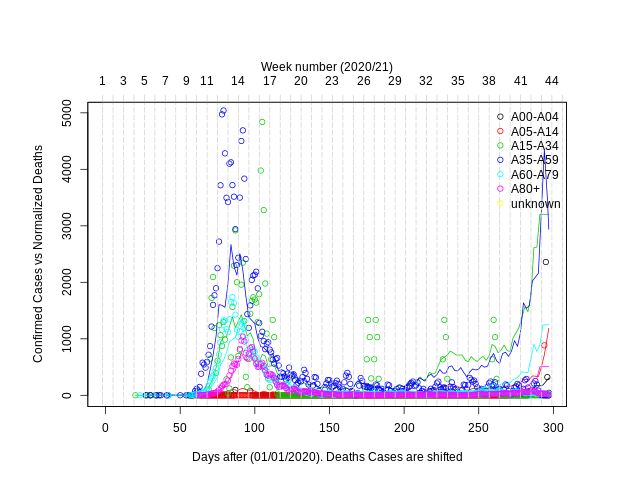 Week number (2020/21)
1 3 5 7 9 11 14 17 20 23 26 29 32 35 38 41 44
5000
4000
3000
2000
1000
0
Confirmed Cases vs Normalized Deaths
A00-A04
A05-A14
A15-A34
A35-A59
A60-A79
A80+
unknown
0 50 100 150 200 250 300
Days after (01/01/2020). Deaths Cases are shifted